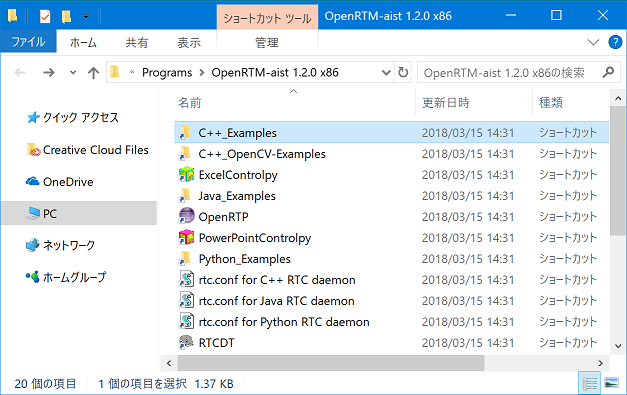 ショートカット ツール
OpenRTM-aist 1.2.0 x86
ファイル ホーム 共有 表示 管理
Programs > OpenRTM-aist 1.2.0 x86
OpenRTM-aist 1.2.0 x86の検索
名前 更新日時 種類
クイック アクセス
Creative Cloud Files
OneDrive
PC
ネットワーク
ホームグループ
C++_Examples 2018/03/15 14:31 ショートカット
C++_OpenCV-Examples 2018/03/15 14:31 ショートカット
ExcelControlpy 2018/03/15 14:31 ショートカット
Java_Examples 2018/03/15 14:31 ショートカット
OpenRTP 2018/03/15 14:31 ショートカット
PowerPointControlpy 2018/03/15 14:31 ショートカット
Python_Examples 2018/03/15 14:31 ショートカット
rtc.conf for C++ RTC daemon 2018/03/15 14:31 ショートカット
rtc.conf for Java RTC daemon 2018/03/15 14:31 ショートカット
rtc.conf for Python RTC daemon 2018/03/15 14:31 ショートカット
RTCDT 2018/03/15 14:31 ショートカット
20 個の項目 1 個の項目を選択 1.37 KB